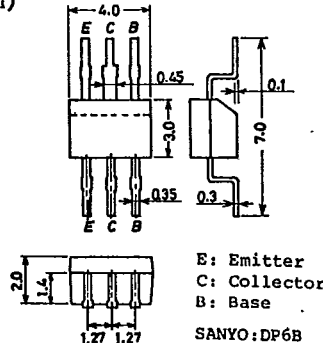 4.0
E C B
0.45
0.1
3.0
7.0
0.35
0.3
E C B
2.0
1.4
1.27 1.27
E: Emitter
C: Collector
B: Base
SANYO:DP6B